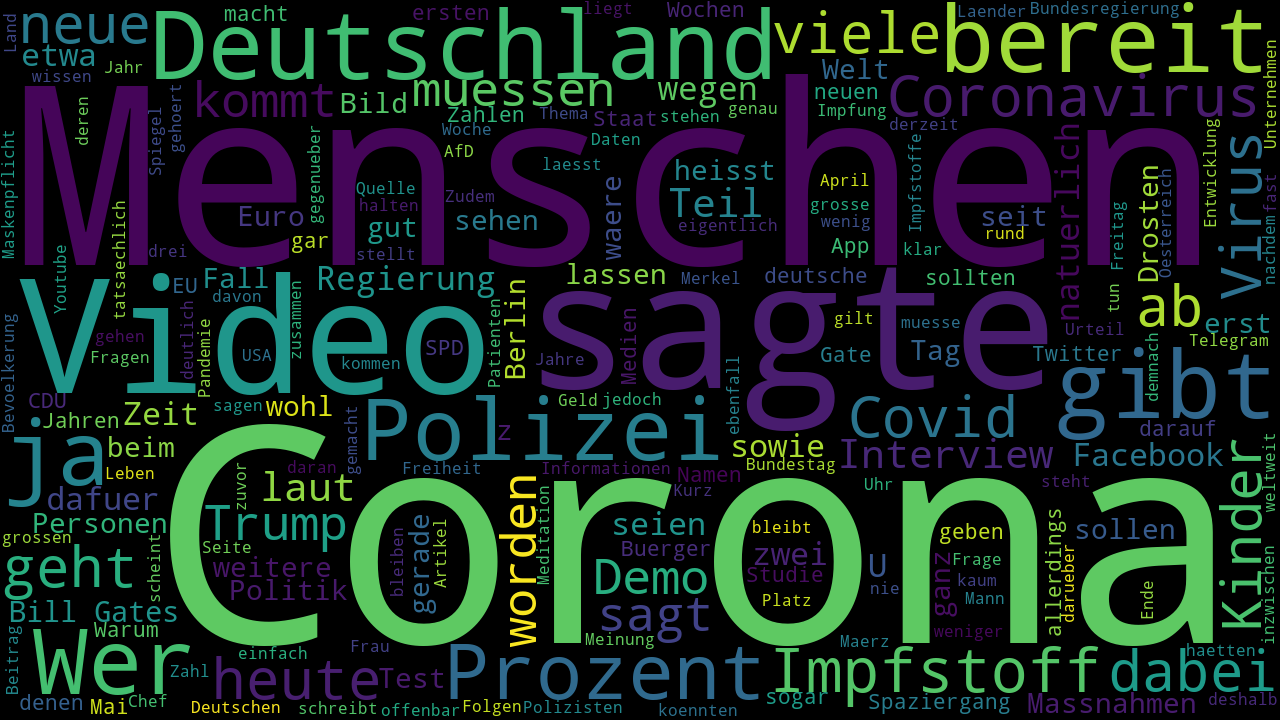 Land
neue
etwa
wissen
Jahr
macht
Deutschland
ersten
liegt
Wochen
viele
bereit
Laender
Bundesregierung
Unternehmen
Menschen
kommt
Bild
muessen
Zahlen
wegen
stehen
genau
Welt
neuen
Impfung
Coronavirus
derzeit
deren
Spiegel
gehoert
Maskenpflicht
Woche
AfD
Thema
Staat
Daten
laesst
heisst
Teil
eigentlich
waere
April
grosse
wenig
App
klar
Impfstoffe
seit
rund
natuerlich
Drosten
Freitag
Oesterreich
Entwicklung
Virus
nachdem
fast
Euro
gar
gegenueber
Quelle
halten
gut
stellt
Zudem
sehen
drei
Youtube
tatsaechlich
Video
EU
Fall
davon
zusammen
Regierung
USA
kommen
SPD
Patienten
Berlin
lassen
Merkel
deutsche
sollten
tun
ab
erst
Telegram
Urteil
sagte
Jahre
Medien
gilt
muesse
Gate
Tag
Twitter
demnach
gibt
gehen
Fragen
deutlich
Pandemie
Bevoelkerung
CDU
Jahren
Zeit
sagen
wohl
Geld
jedoch
ebenfall
ja
beim
Leben
dafuer
Polizei
z
gemacht
daran
Freiheit
Informationen
Namen
Kurz
sowie
Bundestag
Covid
Interview
Uhr
Facebook
darauf
steht
weltweit
Kinder
Personen
grossen
zuvor
laut
Trump
Seite
weitere
Politik
scheint
geht
Bill Gates
Corona
bleiben
gerade
Artikel
worden
Meditation
seien
Buerger
Demo
sagt
Meinung
bleibt
zwei
Studie
Platz
U
nie
ganz
geben
Frage
kaum
Mann
weniger
allerdings
darueber
sollen
Ende
inzwischen
Beitrag
wer
Warum
Zahl
einfach
Frau
heute
Test
Prozent
Maerz
Impfstoff
dabei
haetten
denen
Mai
Chef
Deutschen
schreibt
offenbar
Folgen
Polizisten
koennten
sogar
Spaziergang
Massnahmen
deshalb